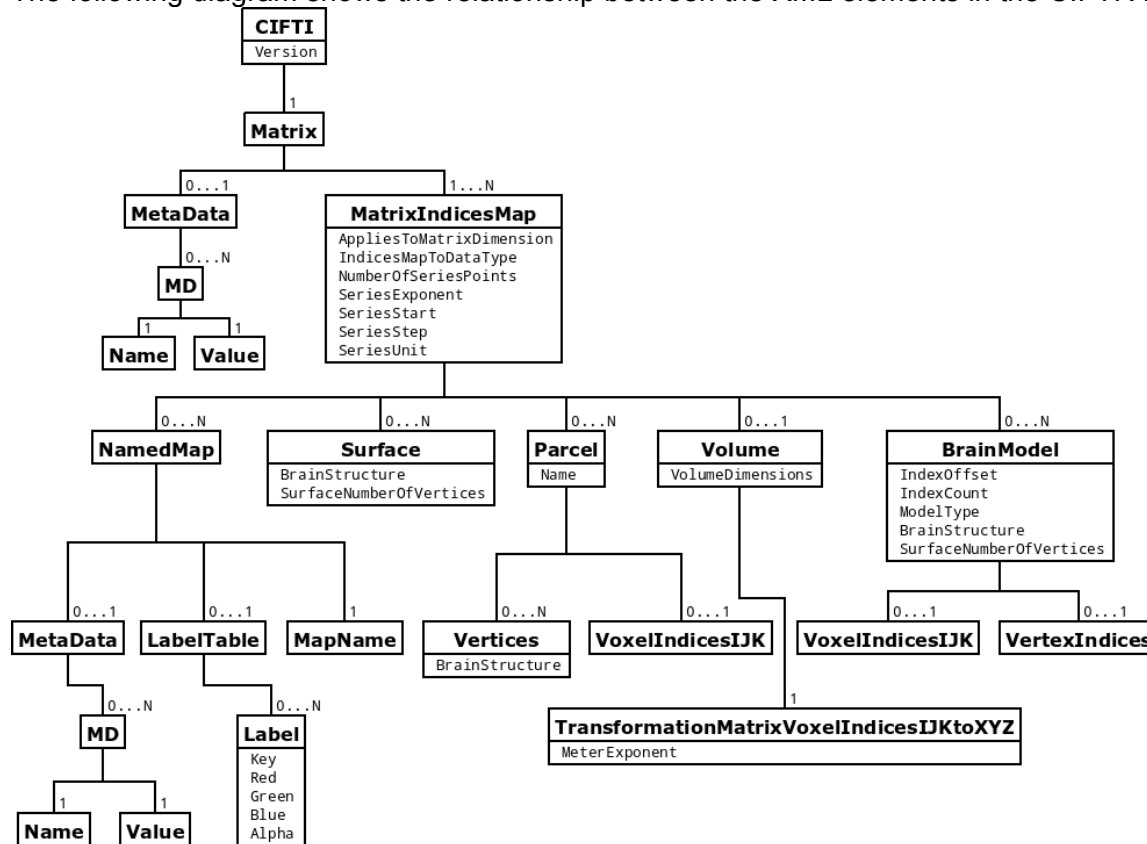 The following diagram shows the relationship between the XML elements in the CIFTI
CIFTI
Version
1
Matrix
0...1
1...N
MetaData
MatrixIndicesMap
AppliesToMatrixDimension
IndicesMapToDataType
NumberOfSeriesPoints
SeriesExponent
SeriesStart
SeriesStep
SeriesUnit
0...N
MD
1
1
Name
Value
0...N
0...N
0...N
0...1
0...N
NamedMap
Surface
BrainStructure
SurfaceNumberOfVertices
Parcel
Name
Volume
VolumeDimensions
BrainModel
IndexOffset
IndexCount
ModelType
BrainStructure
SurfaceNumberOfVertices
0...1
0...1
1
0...N
0...1
0...1
0...1
MetaData
LabelTable
MapName
Vertices
BrainStructure
VoxelIndicesIJK
VoxelIndicesIJK
VertexIndices
0...N
0...N
1
MD
Label
Key
Red
Green
Blue
Alpha
TransformationMatrixVoxelIndicesIJKtoXYZ
MeterExponent
1
1
Name
Value